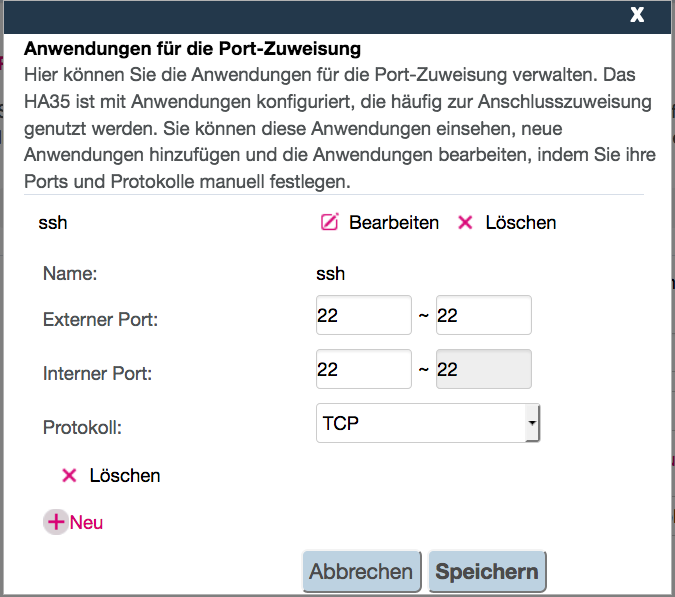 X
Anwendungen für die Port-Zuweisung
Hier können Sie die Anwendungen für die Port-Zuweisung verwalten. Das
HA35 ist mit Anwendungen konfiguriert, die häufig zur Anschlusszuweisung
genutzt werden. Sie können diese Anwendungen einsehen, neue
Anwendungen hinzufügen und die Anwendungen bearbeiten, indem Sie ihre
Ports und Protokolle manuell festlegen.
ssh Bearbeiten Löschen
Name: ssh
Externer Port: 22 ~ 22
Interner Port: 22 ~ 22
Protokoll: TCP
Löschen
Neu
Abbrechen Speichern